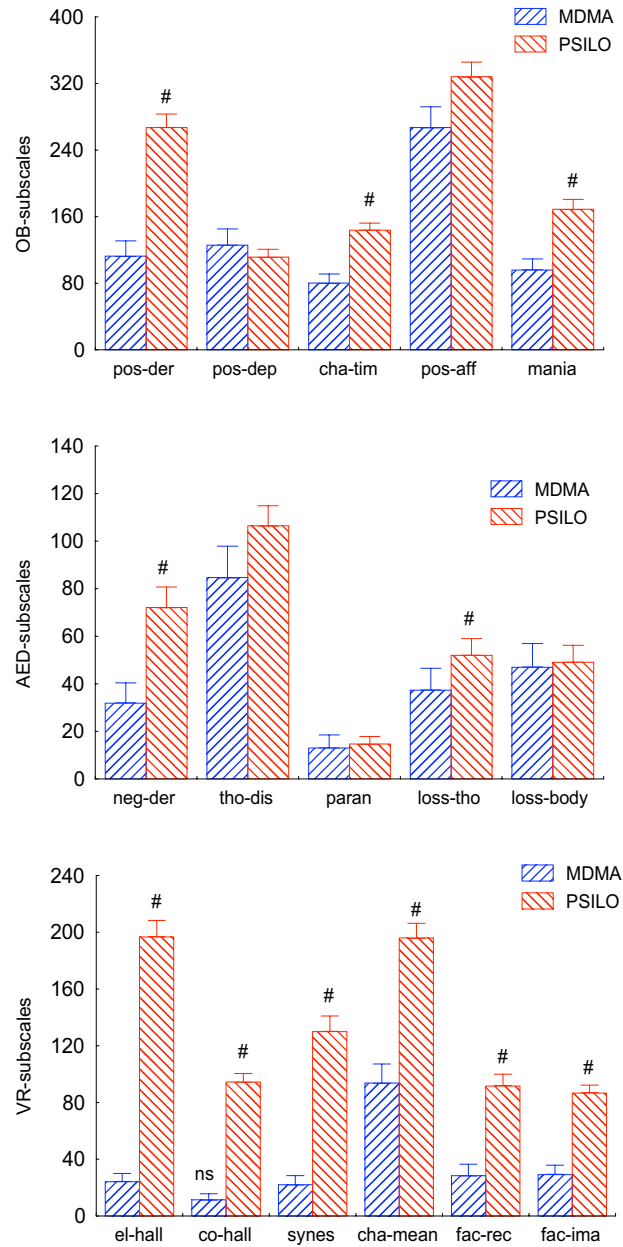 400
320
240
160
80
0
OB-subscales
MDMA
PSILO
#
#
#
pos-der pos-dep cha-tim pos-aff mania
140
120
100
80
60
40
20
0
AED-subscales
MDMA
PSILO
#
#
neg-der tho-dis paran loss-tho loss-body
240
200
160
120
80
40
0
VR-subscales
MDMA
PSILO
#
ns
#
#
#
#
#
el-hall co-hall synes cha-mean fac-rec fac-ima